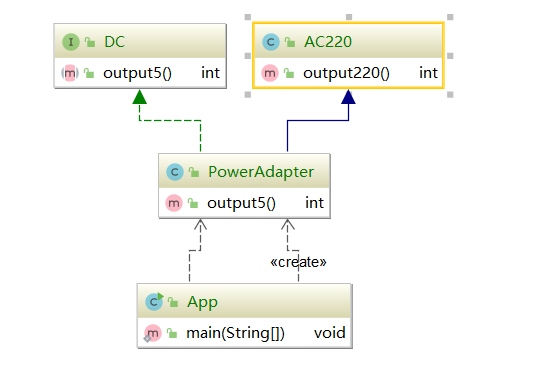 I DC
C AC220
m output5() int
m output220() int
C PowerAdapter
m output5() int
«create»
C App
m main(String[]) void